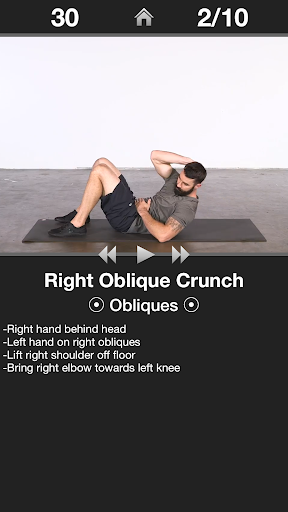 30 2/10
Right Oblique Crunch
Obliques
-Right hand behind head
-Left hand on right obliques
-Lift right shoulder off floor
-Bring right elbow towards left knee